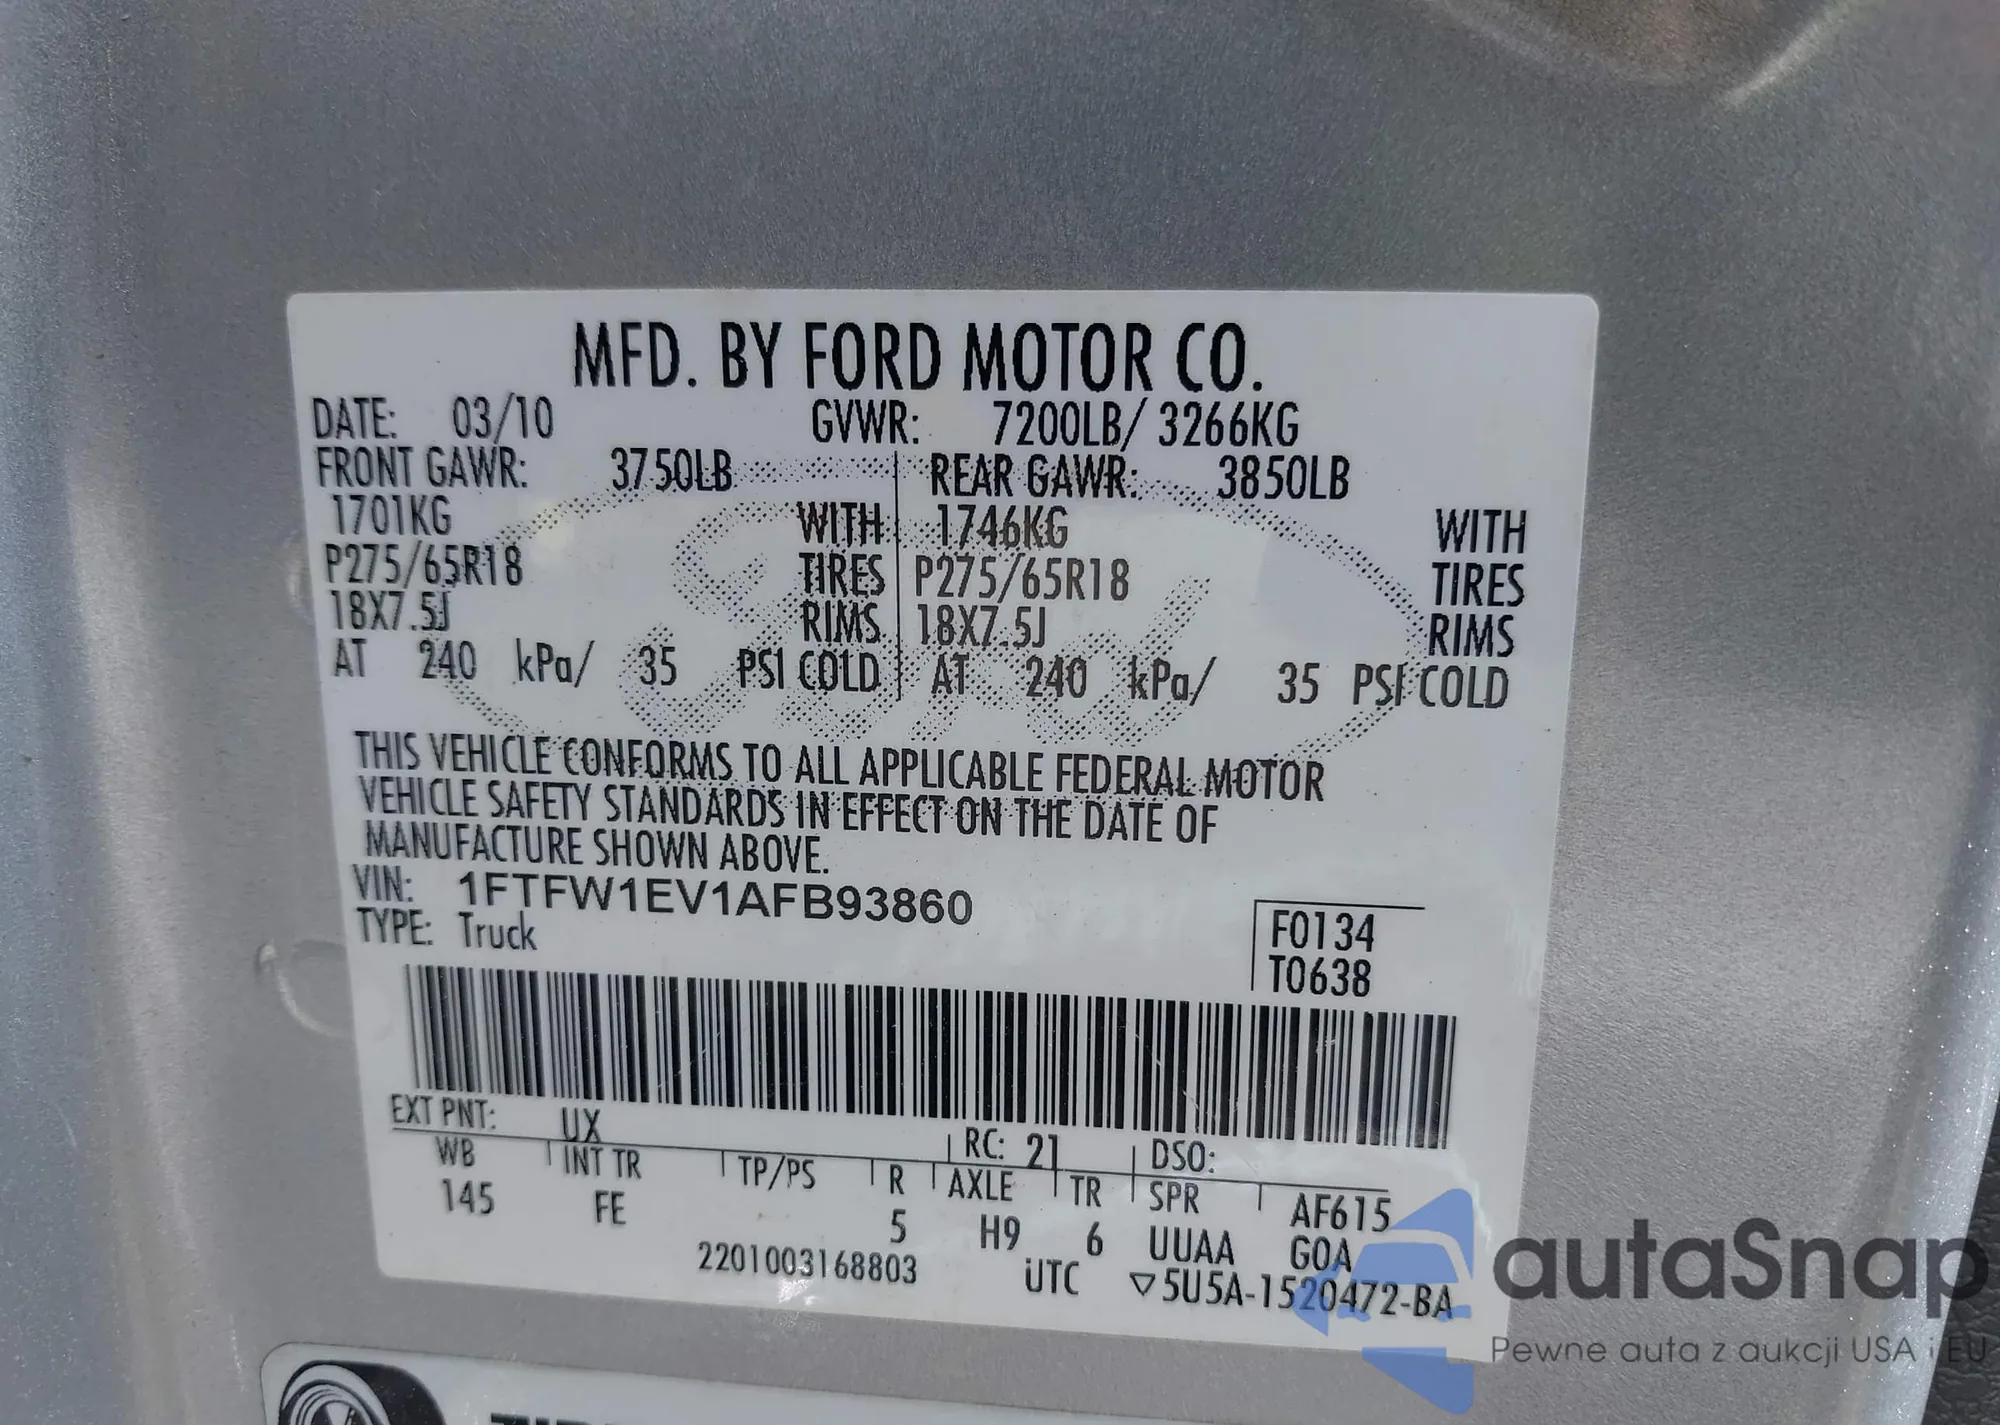 MFD. BY FORD MOTOR CO.
DATE: 03/10 GVWR: 7200LB/ 3266KG
FRONT GAWR: 3750LB REAR GAWR: 3850LB
1701KG WITH 1746KG WITH
P275/65R18 TIRES P275/65R18 TIRES
18X7.5J RIMS 18X7.5J RIMS
AT 240 kPa/ 35 PSI COLD AT 240 kPa/ 35 PSI COLD
THIS VEHICLE CONFORMS TO ALL APPLICABLE FEDERAL MOTOR
VEHICLE SAFETY STANDARDS IN EFFECT ON THE DATE OF
MANUFACTURE SHOWN ABOVE.
VIN: 1FTFW1EV1AFB93860
TYPE: Truck
F0134
T0638
EXT PNT: UX RC: 21 DSO:
WB INT TR TP/PS R AXLE TR SPR AF615
145 FE 5 H9 6 UUAA GOA
2201003168803 UTC ▽5U5A-1520472-BA
autaSnap
Pewne auta z aukcji USA i EU